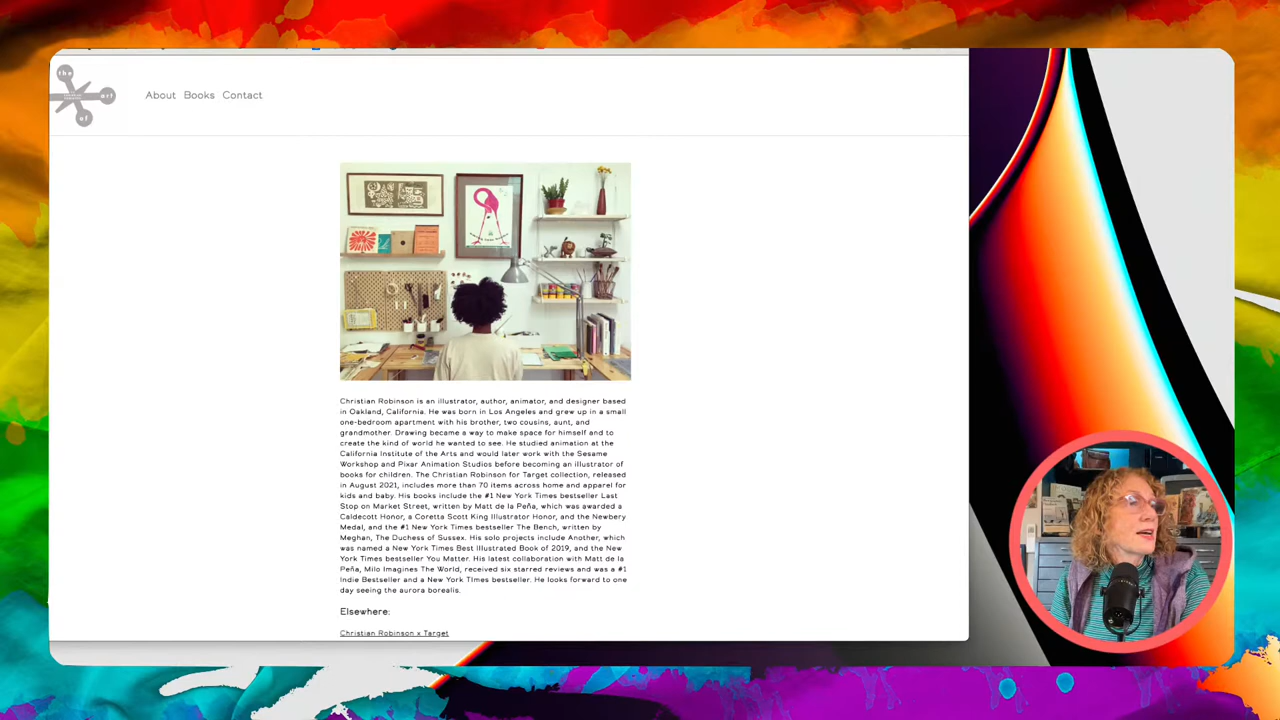 the
art
of
About Books Contact
Christian Robinson is an illustrator, author, animator, and designer based
in Oakland, California. He was born in Los Angeles and grew up in a small
one-bedroom apartment with his brother, two cousins, aunt, and
grandmother. Drawing became a way to make space for himself and to
create the kind of world he wanted to see. He studied animation at the
California Institute of the Arts and would later work with the Sesame
Workshop and Pixar Animation Studios before becoming an illustrator of
books for children. The Christian Robinson for Target collection, released
in August 2021, includes more than 70 items across home and apparel for
kids and baby. His books include the #1 New York Times bestseller Last
Stop on Market Street, written by Matt de la Peña, which was awarded a
Caldecott Honor, a Coretta Scott King Illustrator Honor, and the Newbery
Medal, and the #1 New York Times bestseller The Bench, written by
Meghan, The Duchess of Sussex. His solo projects include Another, which
was named a New York Times Best Illustrated Book of 2019, and the New
York Times bestseller You Matter. His latest collaboration with Matt de la
Peña, Milo Imagines The World, received six starred reviews and was a #1
Indie Bestseller and a New York TImes bestseller. He looks forward to one
day seeing the aurora borealis.
Elsewhere:
Christian Robinson x Target